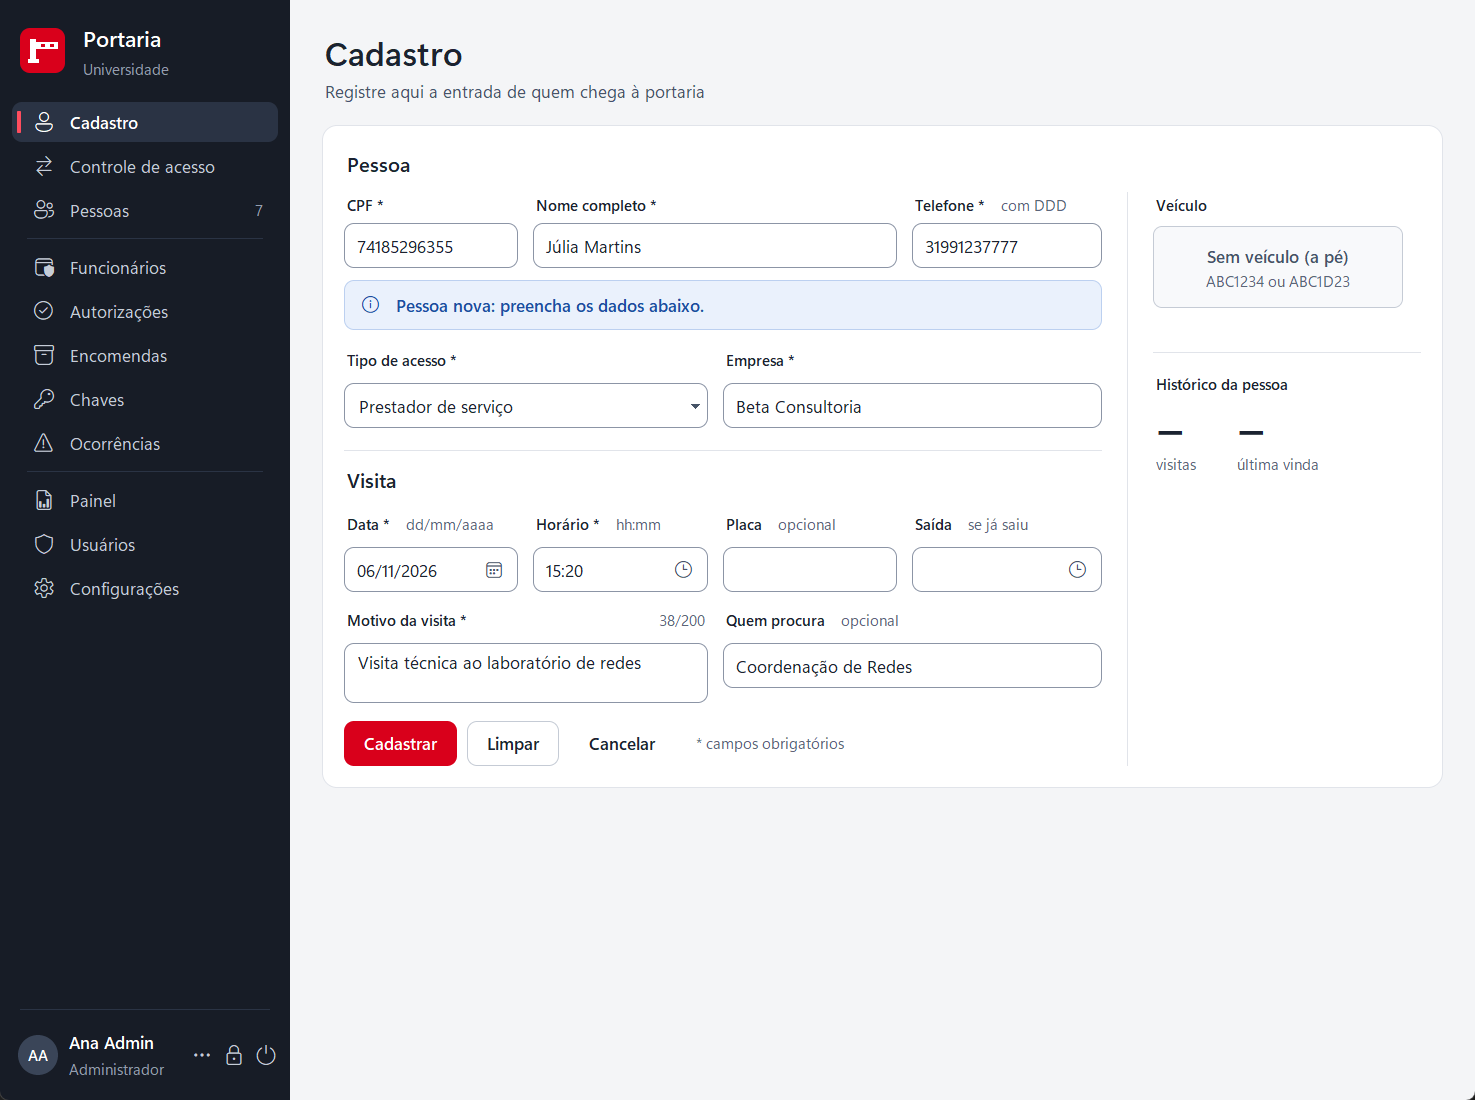 Portaria
Universidade
Cadastro
Controle de acesso
Pessoas 7
Funcionários
Autorizações
Encomendas
Chaves
Ocorrências
Painel
Usuários
Configurações
AA
Ana Admin
Administrador
Cadastro
Registre aqui a entrada de quem chega à portaria
Pessoa
CPF * Nome completo * Telefone * com DDD
74185296355 Júlia Martins 31991237777
Pessoa nova: preencha os dados abaixo.
Tipo de acesso * Empresa *
Prestador de serviço Beta Consultoria
Visita
Data * dd/mm/aaaa Horário * hh:mm Placa opcional Saída se já saiu
06/11/2026 15:20
Motivo da visita * 38/200 Quem procura opcional
Visita técnica ao laboratório de redes Coordenação de Redes
Cadastrar Limpar Cancelar * campos obrigatórios
Veículo
Sem veículo (a pé)
ABC1234 ou ABC1D23
Histórico da pessoa
— —
visitas última vinda